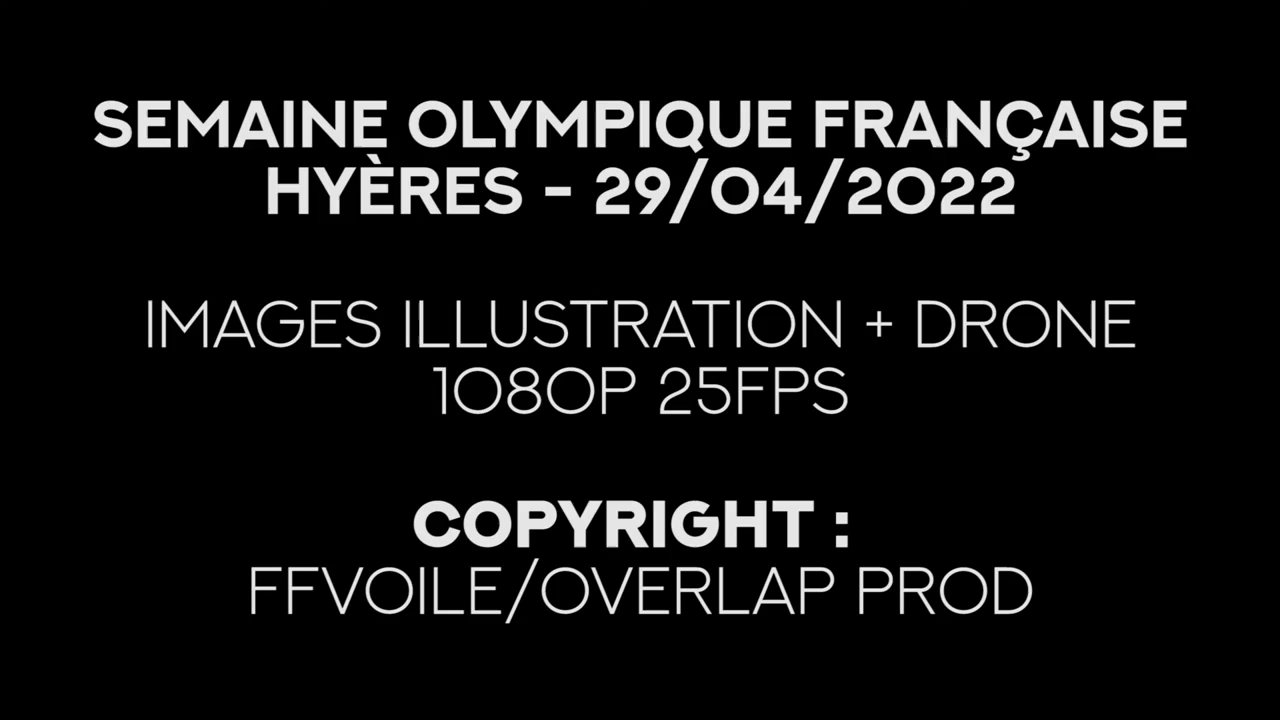 SEMAINE OLYMPIQUE FRANÇAISE
HYÈRES - 29/04/2022
IMAGES ILLUSTRATION + DRONE
1080P 25FPS
COPYRIGHT :
FFVOILE/OVERLAP PROD